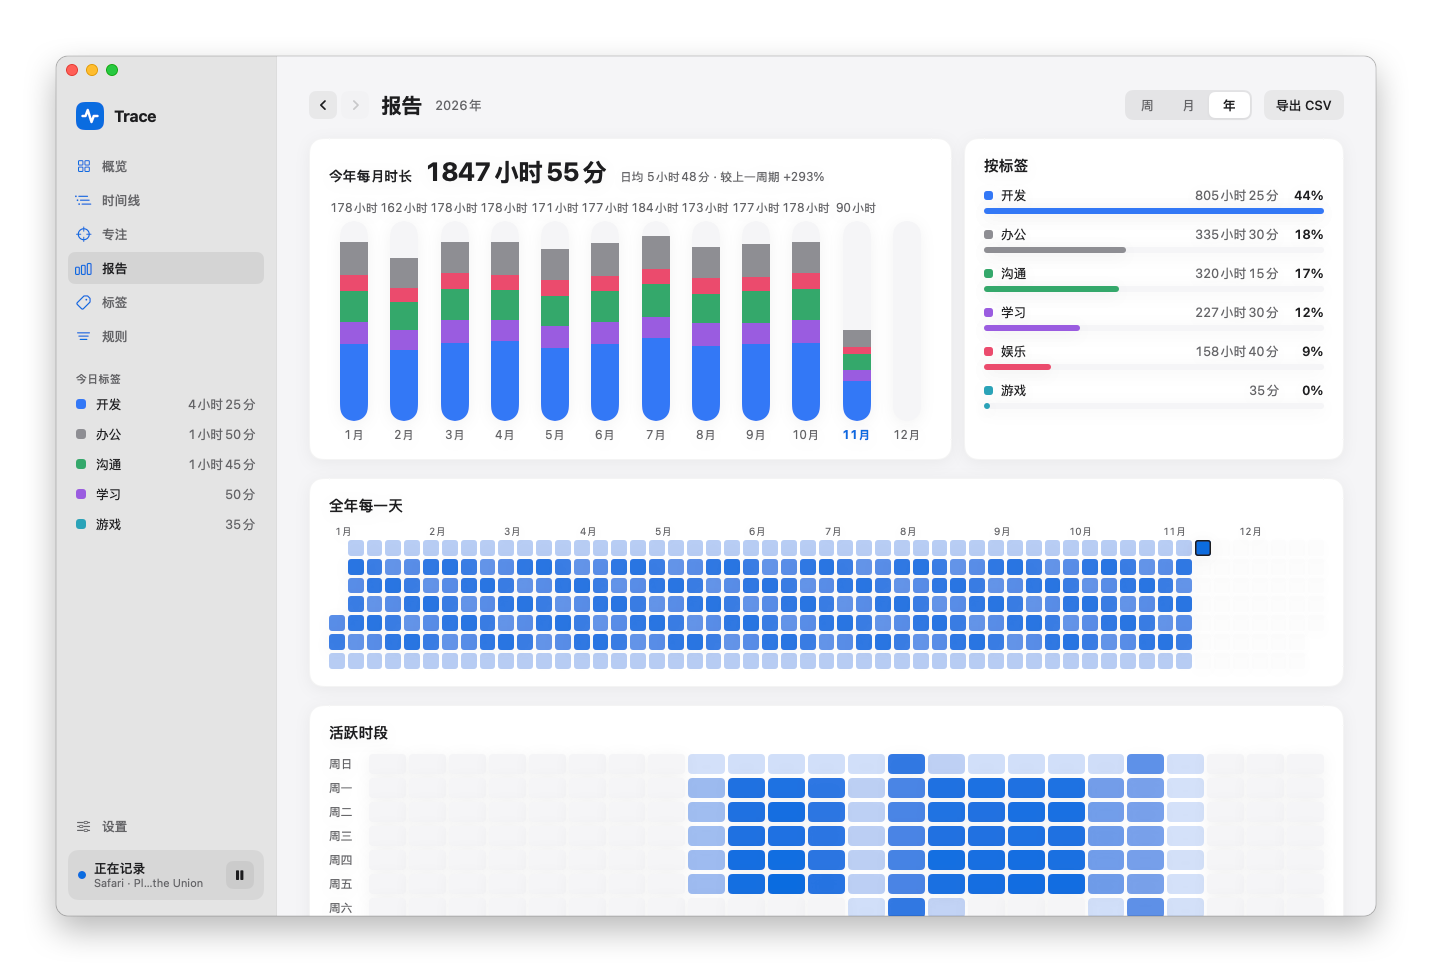 Trace
概览
时间线
专注
报告
标签
规则
今日标签
开发 4小时25分
办公 1小时50分
沟通 1小时45分
学习 50分
游戏 35分
设置
正在记录
Safari · Pl...the Union
报告 2026年
周 月 年 导出 CSV
今年每月时长 1847小时55分 日均 5小时48分 · 较上一周期 +293%
178小时 162小时 178小时 178小时 171小时 177小时 184小时 173小时 177小时 178小时 90小时
1月 2月 3月 4月 5月 6月 7月 8月 9月 10月 11月 12月
按标签
开发 805小时25分 44%
办公 335小时30分 18%
沟通 320小时15分 17%
学习 227小时30分 12%
娱乐 158小时40分 9%
游戏 35分 0%
全年每一天
1月 2月 3月 4月 5月 6月 7月 8月 9月 10月 11月 12月
活跃时段
周日
周一
周二
周三
周四
周五
周六